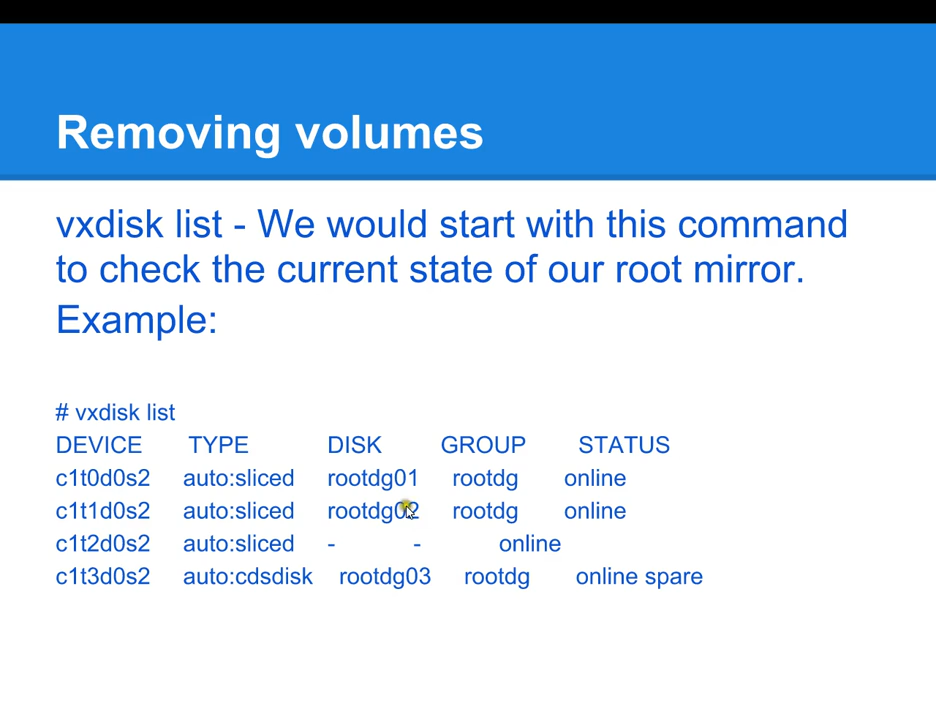 Removing volumes
vxdisk list - We would start with this command
to check the current state of our root mirror.
Example:
# vxdisk list
DEVICE TYPE DISK GROUP STATUS
c1t0d0s2 auto:sliced rootdg01 rootdg online
c1t1d0s2 auto:sliced rootdg02 rootdg online
c1t2d0s2 auto:sliced - - online
c1t3d0s2 auto:cdsdisk rootdg03 rootdg online spare